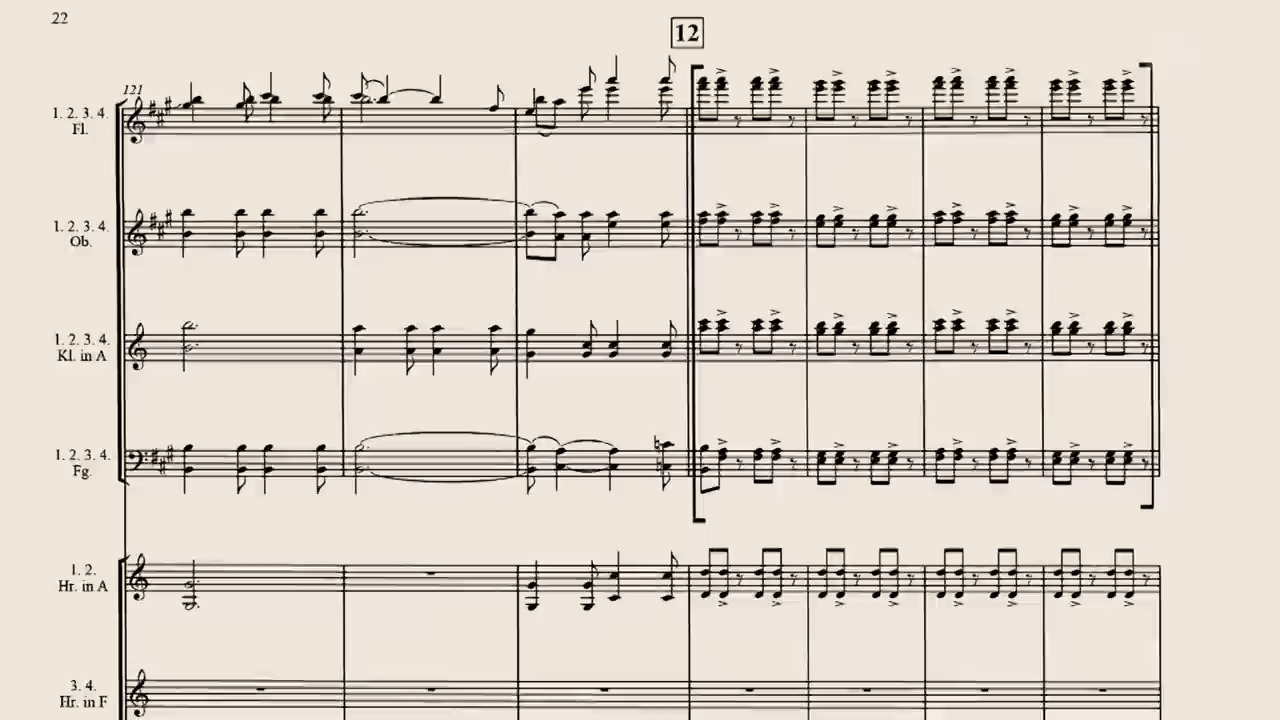 22
12
121
1. 2. 3. 4.
Fl.
1. 2. 3. 4.
Ob.
1. 2. 3. 4.
Kl. in A
1. 2. 3. 4.
Fg.
1. 2.
Hr. in A
3. 4.
Hr. in F